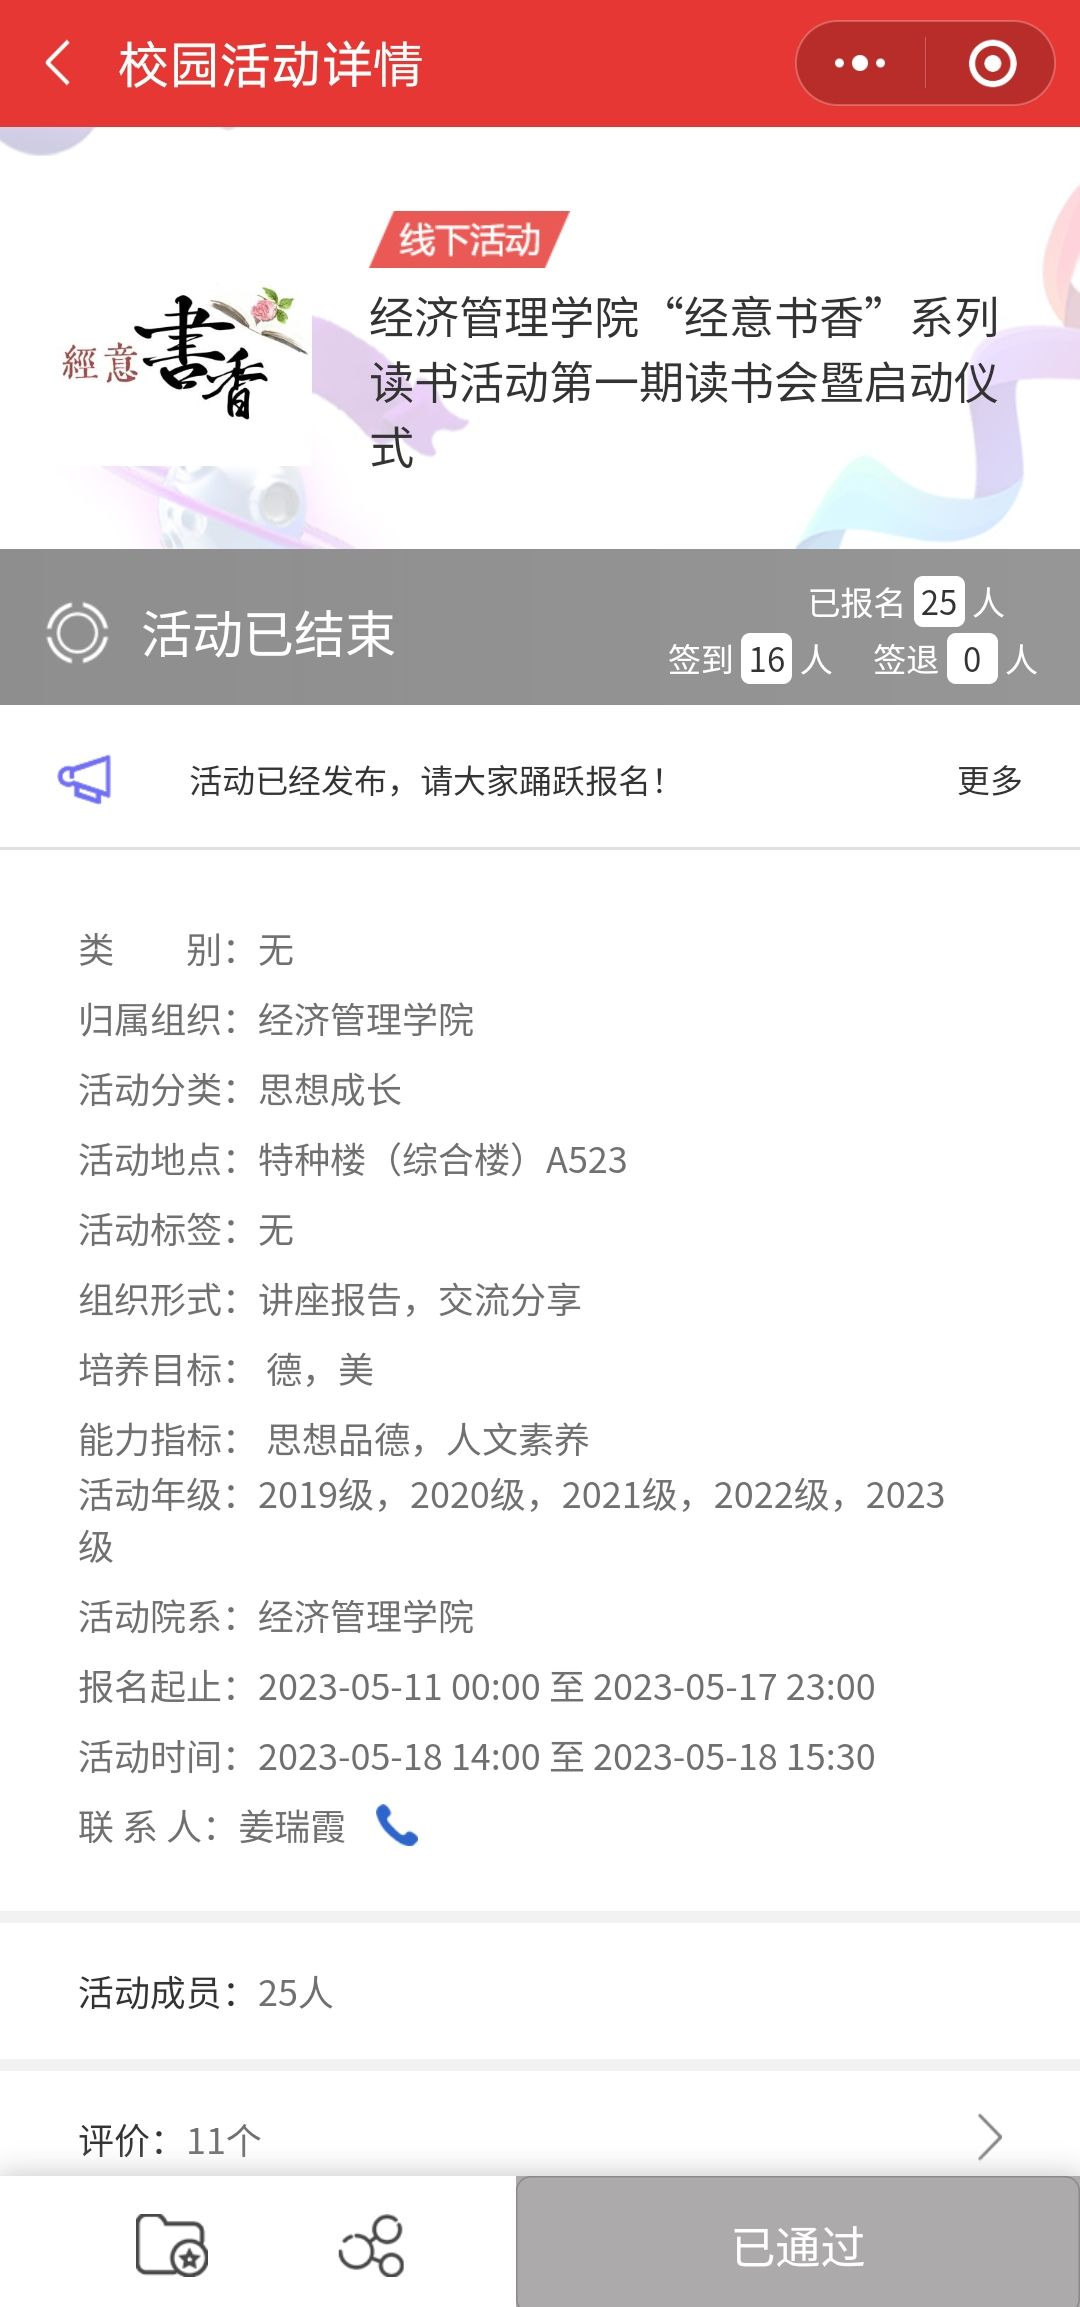 校园活动详情
线下活动
經意書香
经济管理学院“经意书香”系列
读书活动第一期读书会暨启动仪
式
活动已结束
已报名 25 人
签到 16 人 签退 0 人
活动已经发布，请大家踊跃报名！ 更多
类 别：无
归属组织：经济管理学院
活动分类：思想成长
活动地点：特种楼（综合楼）A523
活动标签：无
组织形式：讲座报告，交流分享
培养目标： 德，美
能力指标： 思想品德，人文素养
活动年级：2019级，2020级，2021级，2022级，2023
级
活动院系：经济管理学院
报名起止：2023-05-11 00:00 至 2023-05-17 23:00
活动时间：2023-05-18 14:00 至 2023-05-18 15:30
联 系 人：姜瑞霞
活动成员：25人
评价：11个
已通过